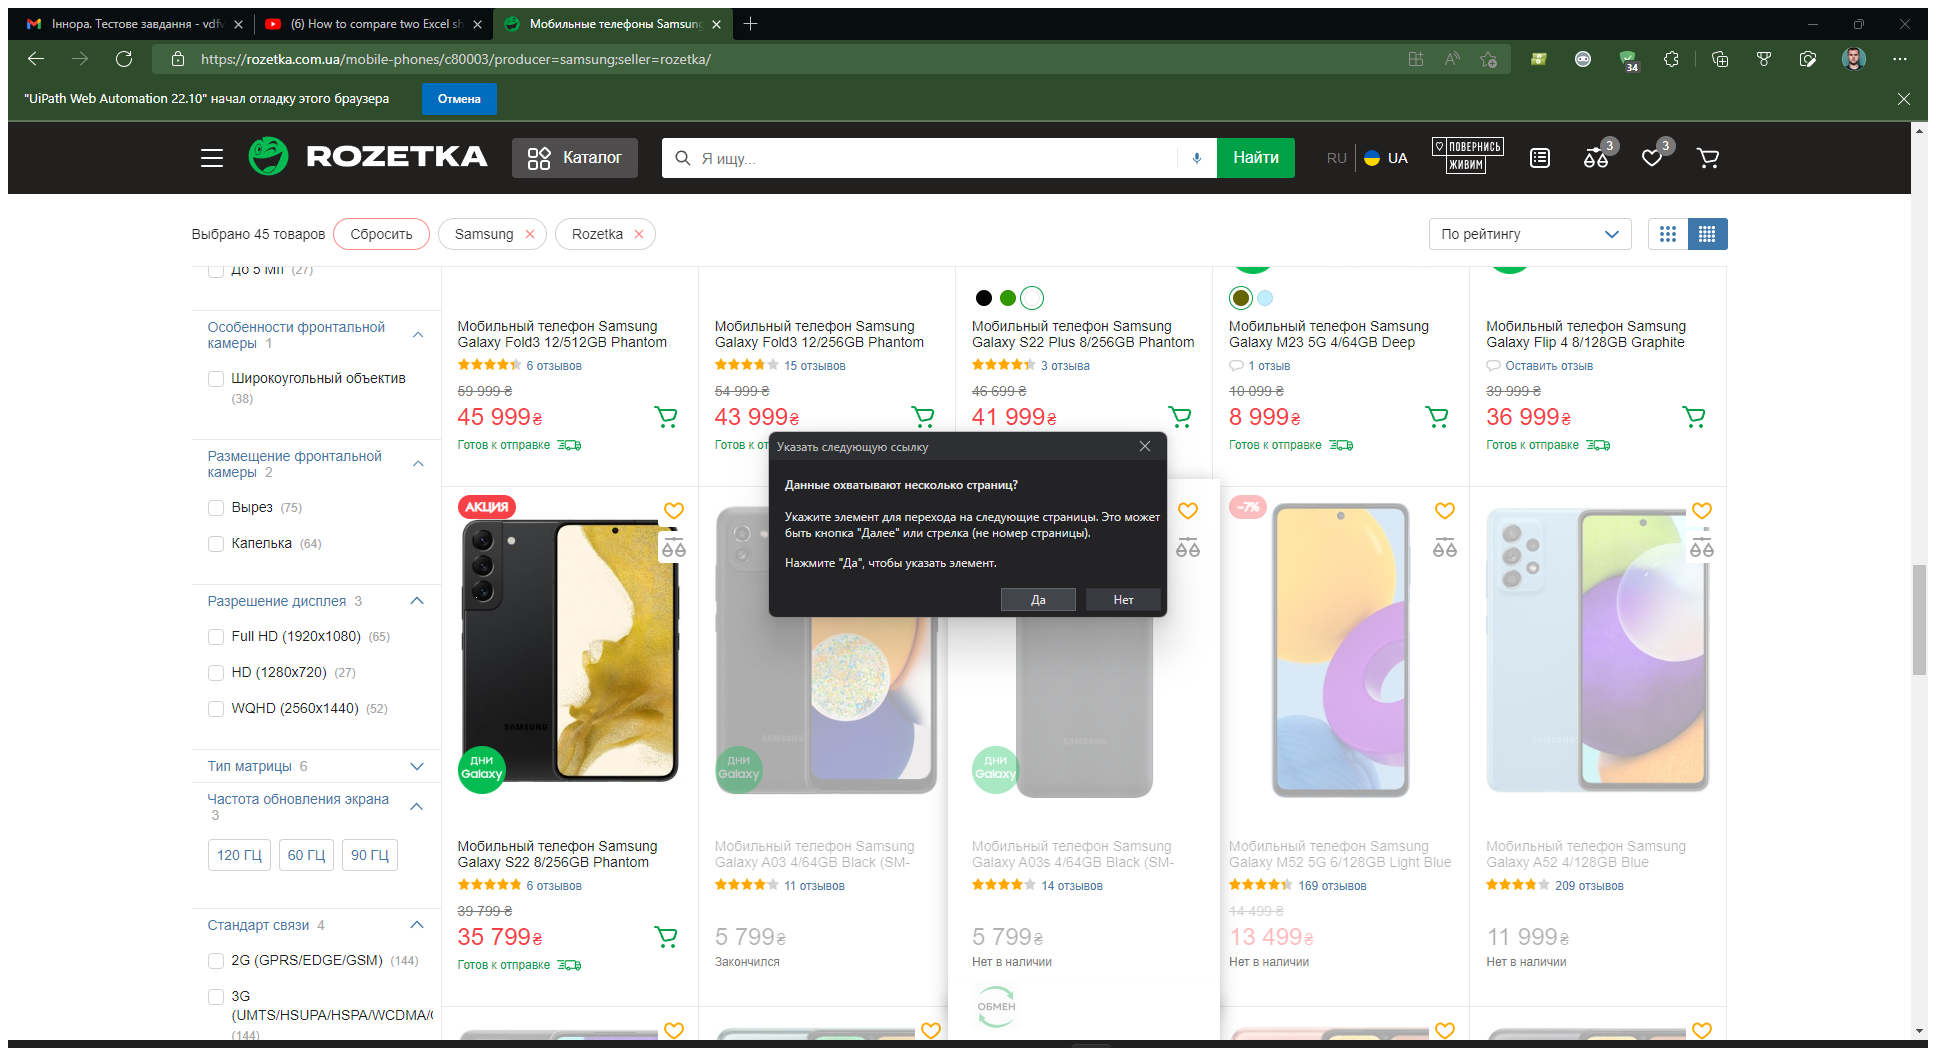 Іннора. Тестове завдання - vdfv
(6) How to compare two Excel sh
Мобильные телефоны Samsung
https://rozetka.com.ua/mobile-phones/c80003/producer=samsung;seller=rozetka/
34
"UiPath Web Automation 22.10" начал отладку этого браузера
Отмена
ROZETKA
Каталог
Я ищу...
Найти
RU
UA
ПОВЕРНИСЬ
ЖИВИМ
3
3
Выбрано 45 товаров
Сбросить
Samsung
Rozetka
По рейтингу
До 5 Мп (27)
Особенности фронтальной
камеры 1
Широкоугольный объектив
(38)
Размещение фронтальной
камеры 2
Вырез (75)
Капелька (64)
Разрешение дисплея 3
Full HD (1920x1080) (65)
HD (1280x720) (27)
WQHD (2560x1440) (52)
Тип матрицы 6
Частота обновления экрана
3
120 ГЦ
60 ГЦ
90 ГЦ
Стандарт связи 4
2G (GPRS/EDGE/GSM) (144)
3G
(UMTS/HSUPA/HSPA/WCDMA/
(144)
Мобильный телефон Samsung
Galaxy Fold3 12/512GB Phantom
6 отзывов
59 999 ₴
45 999₴
Готов к отправке
Мобильный телефон Samsung
Galaxy Fold3 12/256GB Phantom
15 отзывов
54 999 ₴
43 999₴
Готов к от
Мобильный телефон Samsung
Galaxy S22 Plus 8/256GB Phantom
3 отзыва
46 699 ₴
41 999₴
Мобильный телефон Samsung
Galaxy M23 5G 4/64GB Deep
1 отзыв
10 099 ₴
8 999₴
Готов к отправке
Мобильный телефон Samsung
Galaxy Flip 4 8/128GB Graphite
Оставить отзыв
39 999 ₴
36 999₴
Готов к отправке
Указать следующую ссылку
Данные охватывают несколько страниц?
Укажите элемент для перехода на следующие страницы. Это может
быть кнопка "Далее" или стрелка (не номер страницы).
Нажмите "Да", чтобы указать элемент.
Да
Нет
АКЦИЯ
SAMSUNG
ДНИ
Galaxy
Мобильный телефон Samsung
Galaxy S22 8/256GB Phantom
6 отзывов
39 799 ₴
35 799₴
Готов к отправке
SAMSUNG
ДНИ
Galaxy
Мобильный телефон Samsung
Galaxy A03 4/64GB Black (SM-
11 отзывов
5 799₴
Закончился
SAMSUNG
ДНИ
Galaxy
Мобильный телефон Samsung
Galaxy A03s 4/64GB Black (SM-
14 отзывов
5 799₴
Нет в наличии
ОБМЕН
-7%
Мобильный телефон Samsung
Galaxy M52 5G 6/128GB Light Blue
169 отзывов
14 499 ₴
13 499₴
Нет в наличии
Мобильный телефон Samsung
Galaxy A52 4/128GB Blue
209 отзывов
11 999₴
Нет в наличии